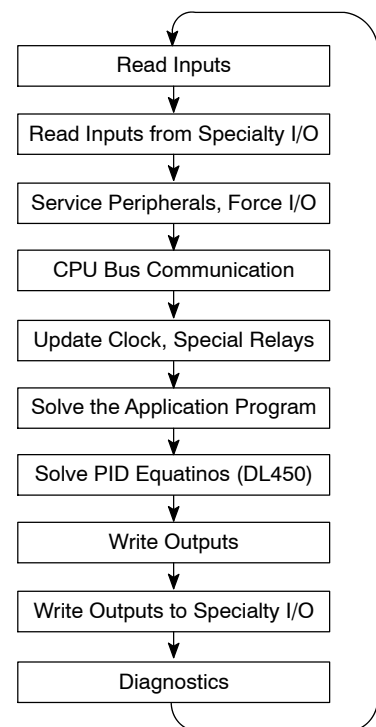 Read Inputs
Read Inputs from Specialty I/O
Service Peripherals, Force I/O
CPU Bus Communication
Update Clock, Special Relays
Solve the Application Program
Solve PID Equatinos (DL450)
Write Outputs
Write Outputs to Specialty I/O
Diagnostics